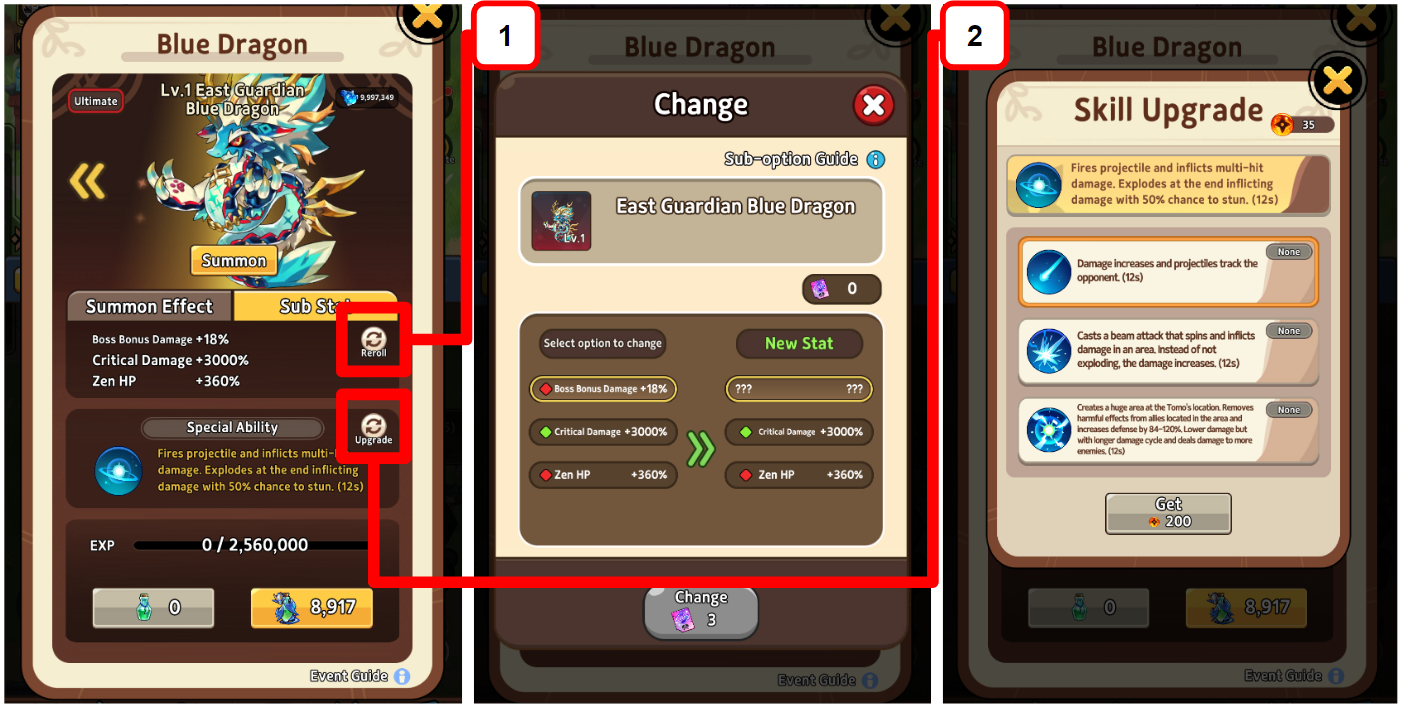 Blue Dragon
Ultimate
Lv.1 East Guardian
Blue Dragon
9,997,349
Summon
Summon Effect
Sub Stat
Boss Bonus Damage +18%
Critical Damage +3000%
Zen HP +360%
Reroll
Special Ability
Upgrade
Fires projectile and inflicts multi-hit
damage. Explodes at the end inflicting
damage with 50% chance to stun. (12s)
EXP
0 / 2,560,000
0
8,917
Event Guide
1
Blue Dragon
Change
Sub-option Guide
Lv.1
East Guardian Blue Dragon
0
Select option to change
New Stat
Boss Bonus Damage +18%
??? ???
Critical Damage +3000%
Critical Damage +3000%
Zen HP +360%
Zen HP +360%
Change
3
Event Guide
2
Blue Dragon
Skill Upgrade
35
Fires projectile and inflicts multi-hit
damage. Explodes at the end inflicting
damage with 50% chance to stun. (12s)
None
Damage increases and projectiles track the
opponent. (12s)
None
Casts a beam attack that spins and inflicts
damage in an area. Instead of not
exploding, the damage increases. (12s)
None
Creates a huge area at the Tomo's location. Removes
harmful effects from allies located in the area and
increases defense by 84~120%. Lower damage but
with longer damage cycle and deals damage to more
enemies. (12s)
Get
200
0
8,917
Event Guide